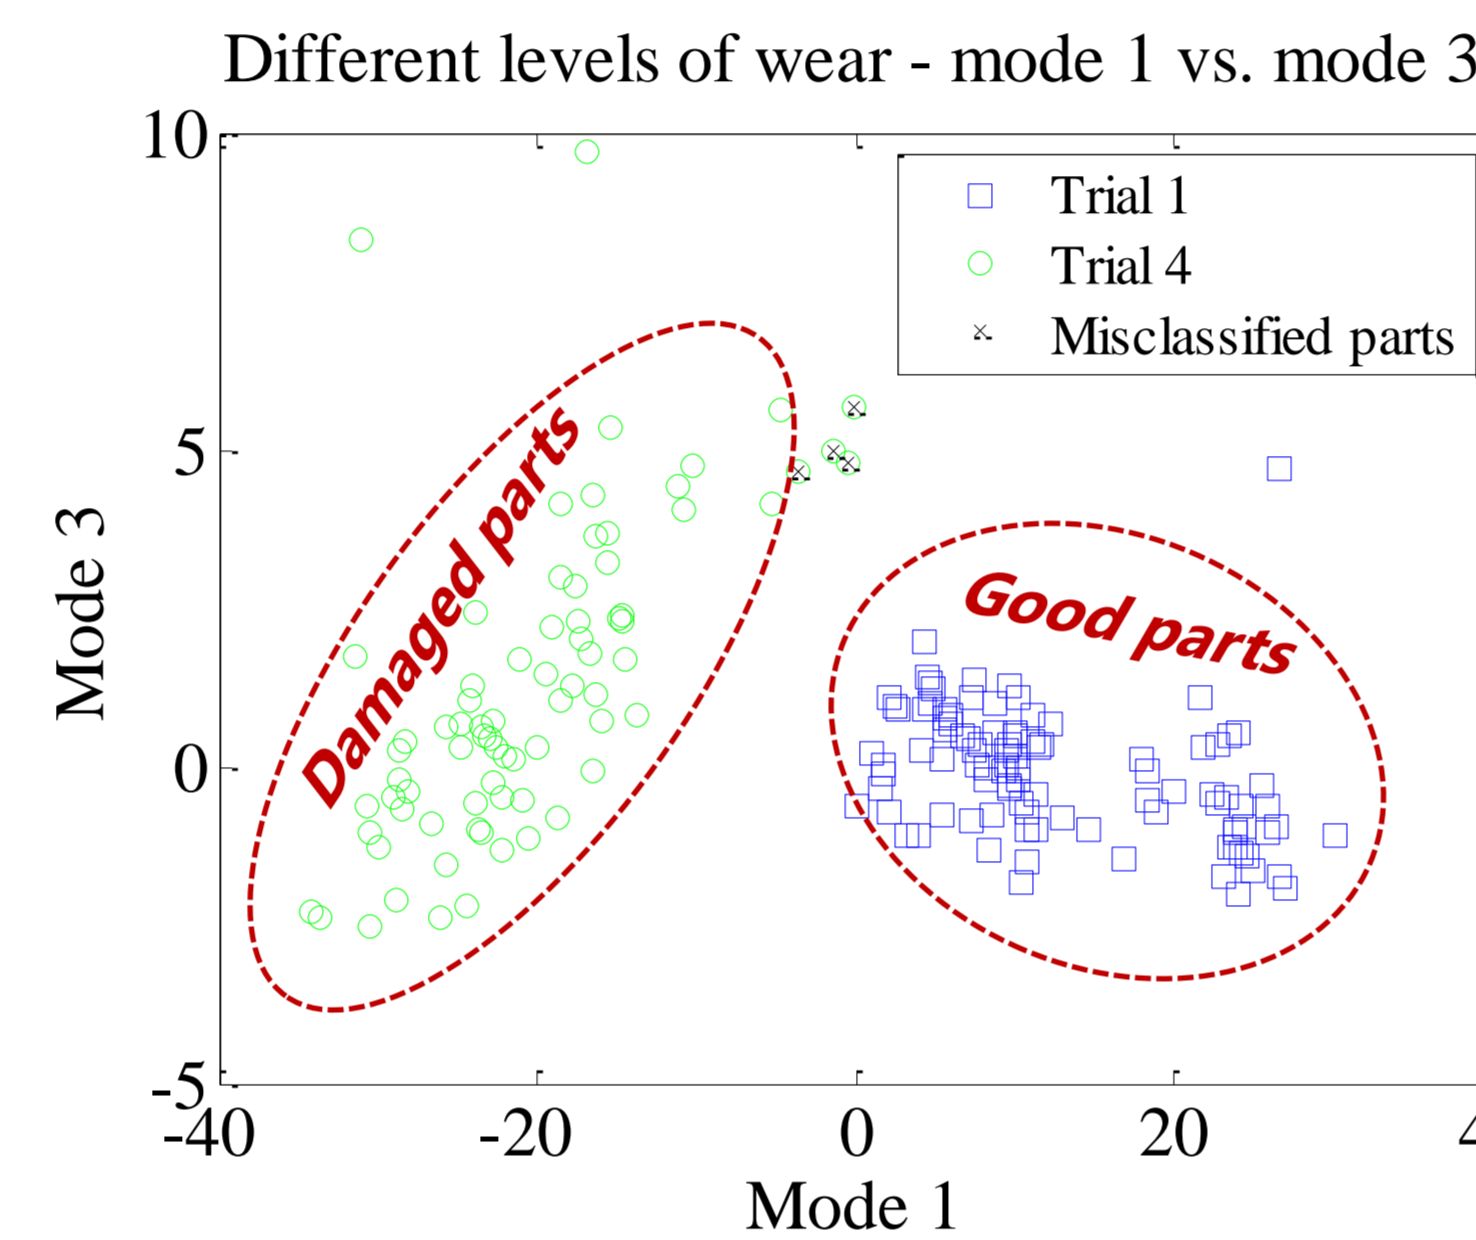 Different levels of wear - mode 1 vs. mode 3
10
5
0
-5
Mode 3
Trial 1
Trial 4
Misclassified parts
Damaged parts
Good parts
-40
-20
0
20
4
Mode 1